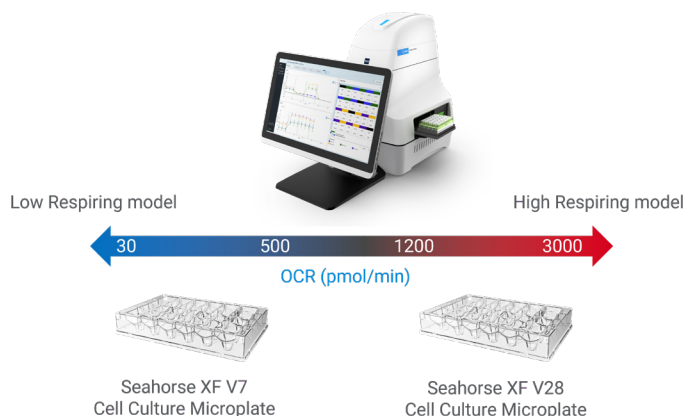 Low Respiring model
High Respiring model
30 500 1200 3000
OCR (pmol/min)
Seahorse XF V7
Cell Culture Microplate
Seahorse XF V28
Cell Culture Microplate